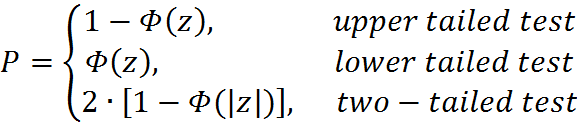 1 − Φ(z), upper tailed test
P = { Φ(z), lower tailed test
2 · [1 − Φ(|z|)], two − tailed test